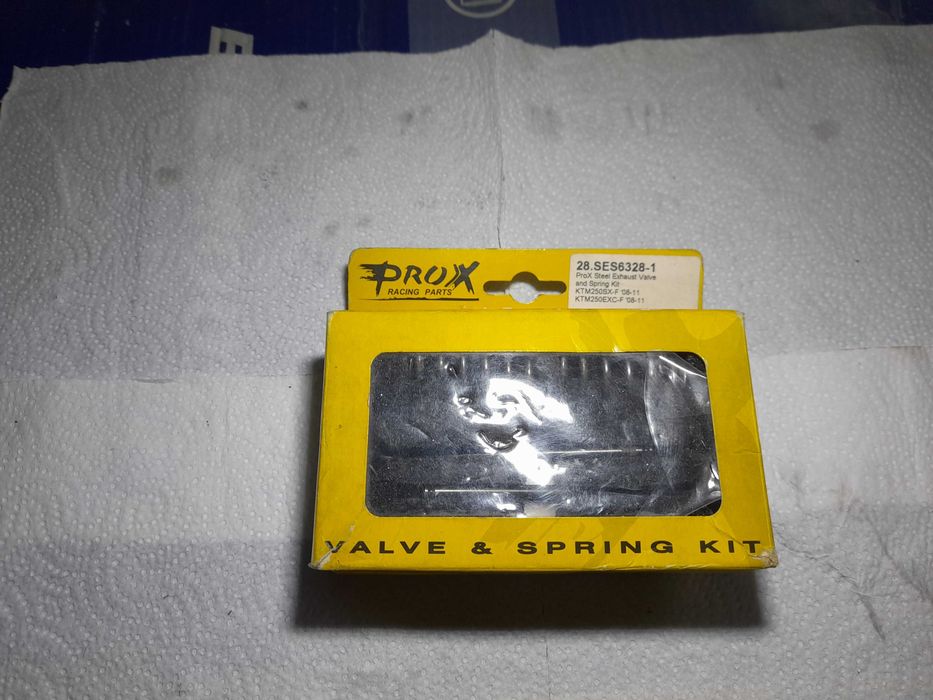 PROX
RACING PARTS
28.SES6328-1
ProX Steel Exhaust Valve
and Spring Kit
KTM250SX-F '08-11
KTM250EXC-F '08-11
VALVE & SPRING KIT